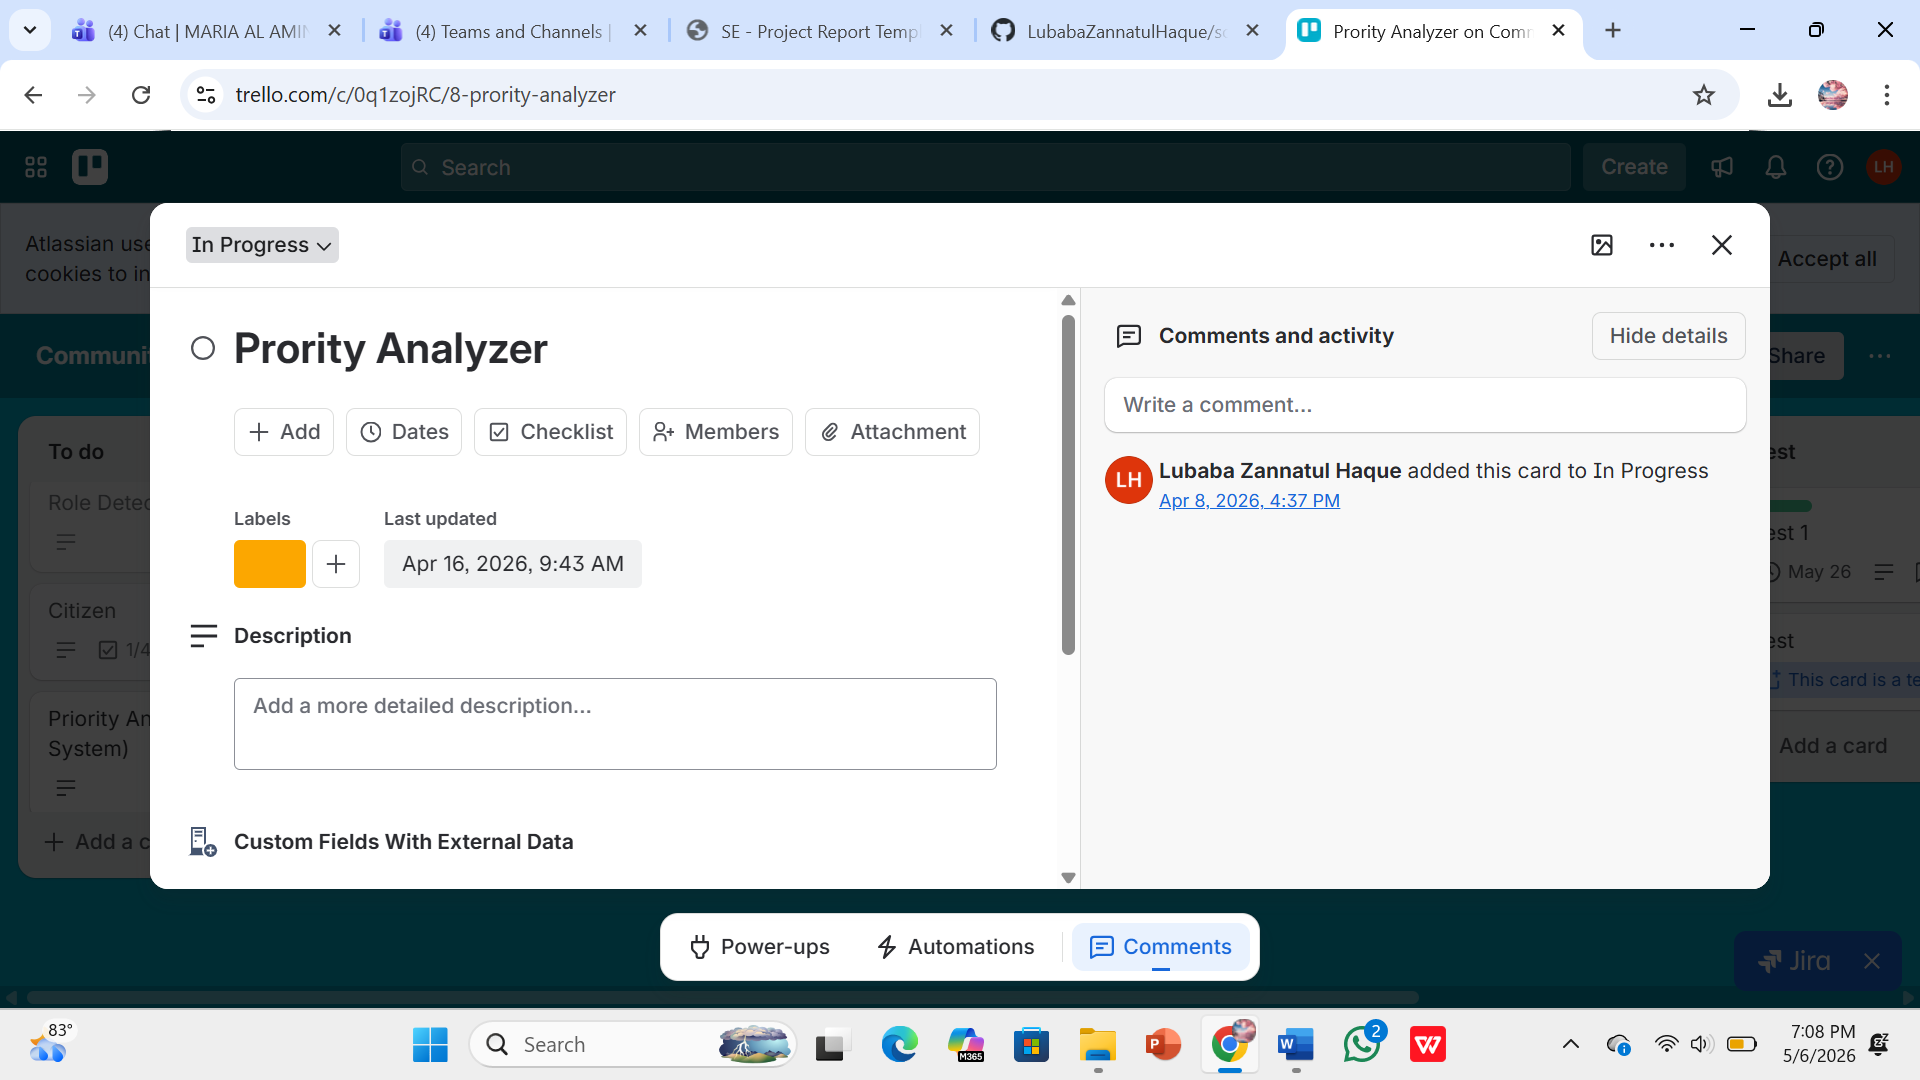 (4) Chat | MARIA AL AMIN
(4) Teams and Channels |
SE - Project Report Templ
LubabaZannatulHaque/so
Prority Analyzer on Comm
trello.com/c/0q1zojRC/8-prority-analyzer
Search
Create
LH
Atlassian use
cookies to in
Accept all
In Progress
Communi
Share
Prority Analyzer
Comments and activity
Hide details
Write a comment...
Add
Dates
Checklist
Members
Attachment
LH
Lubaba Zannatul Haque added this card to In Progress
Apr 8, 2026, 4:37 PM
Labels
Last updated
Apr 16, 2026, 9:43 AM
Description
Add a more detailed description...
Custom Fields With External Data
To do
Role Detec
Citizen
1/4
Priority An
System)
Add a c
est
est 1
May 26
est
This card is a te
Add a card
Power-ups
Automations
Comments
Jira
83°
Search
M365
2
7:08 PM
5/6/2026